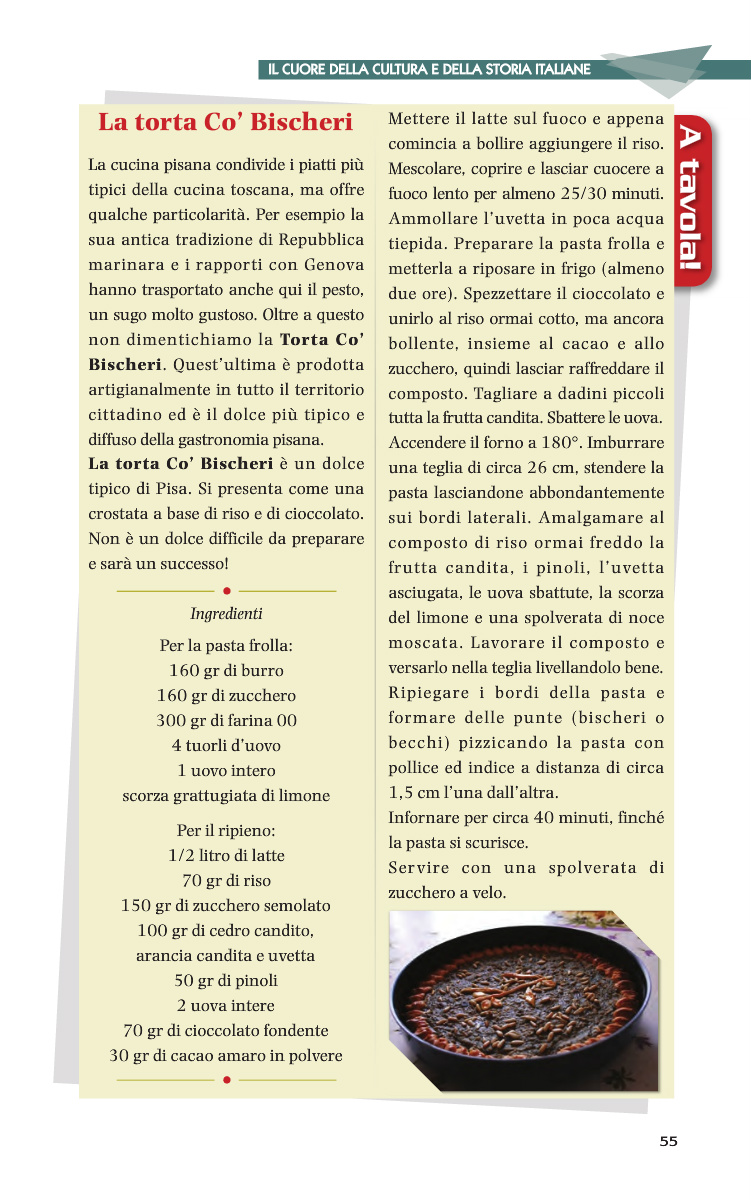 IL CUORE DELLA CULTURA E DELLA STORIA ITALIANE
A tavola!
La torta Co’ Bischeri
La cucina pisana condivide i piatti più
tipici della cucina toscana, ma offre
qualche particolarità. Per esempio la
sua antica tradizione di Repubblica
marinara e i rapporti con Genova
hanno trasportato anche qui il pesto,
un sugo molto gustoso. Oltre a questo
non dimentichiamo la Torta Co’
Bischeri. Quest’ultima è prodotta
artigianalmente in tutto il territorio
cittadino ed è il dolce più tipico e
diffuso della gastronomia pisana.
La torta Co’ Bischeri è un dolce
tipico di Pisa. Si presenta come una
crostata a base di riso e di cioccolato.
Non è un dolce difficile da preparare
e sarà un successo!
Ingredienti
Per la pasta frolla:
160 gr di burro
160 gr di zucchero
300 gr di farina 00
4 tuorli d’uovo
1 uovo intero
scorza grattugiata di limone
Per il ripieno:
1/2 litro di latte
70 gr di riso
150 gr di zucchero semolato
100 gr di cedro candito,
arancia candita e uvetta
50 gr di pinoli
2 uova intere
70 gr di cioccolato fondente
30 gr di cacao amaro in polvere
Mettere il latte sul fuoco e appena
comincia a bollire aggiungere il riso.
Mescolare, coprire e lasciar cuocere a
fuoco lento per almeno 25/30 minuti.
Ammollare l’uvetta in poca acqua
tiepida. Preparare la pasta frolla e
metterla a riposare in frigo (almeno
due ore). Spezzettare il cioccolato e
unirlo al riso ormai cotto, ma ancora
bollente, insieme al cacao e allo
zucchero, quindi lasciar raffreddare il
composto. Tagliare a dadini piccoli
tutta la frutta candita. Sbattere le uova.
Accendere il forno a 180°. Imburrare
una teglia di circa 26 cm, stendere la
pasta lasciandone abbondantemente
sui bordi laterali. Amalgamare al
composto di riso ormai freddo la
frutta candita, i pinoli, l’uvetta
asciugata, le uova sbattute, la scorza
del limone e una spolverata di noce
moscata. Lavorare il composto e
versarlo nella teglia livellandolo bene.
Ripiegare i bordi della pasta e
formare delle punte (bischeri o
becchi) pizzicando la pasta con
pollice ed indice a distanza di circa
1,5 cm l’una dall’altra.
Infornare per circa 40 minuti, finché
la pasta si scurisce.
Servire con una spolverata di
zucchero a velo.
55